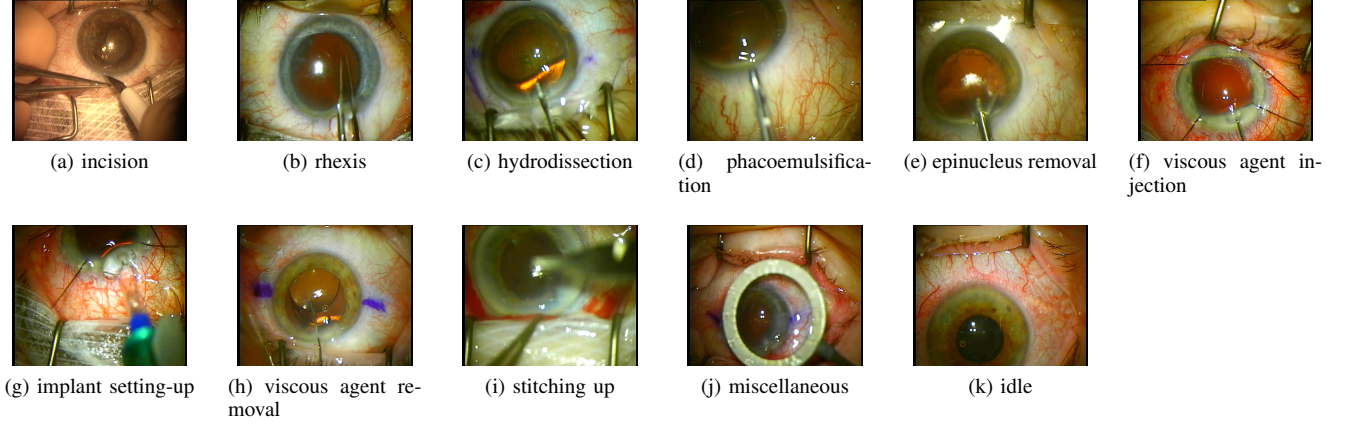 (a) incision
(b) rhexis
(c) hydrodissection
(d) phacoemulsifica-
tion
(e) epinucleus removal
(f) viscous agent in-
jection
(g) implant setting-up
(h) viscous agent re-
moval
(i) stitching up
(j) miscellaneous
(k) idle